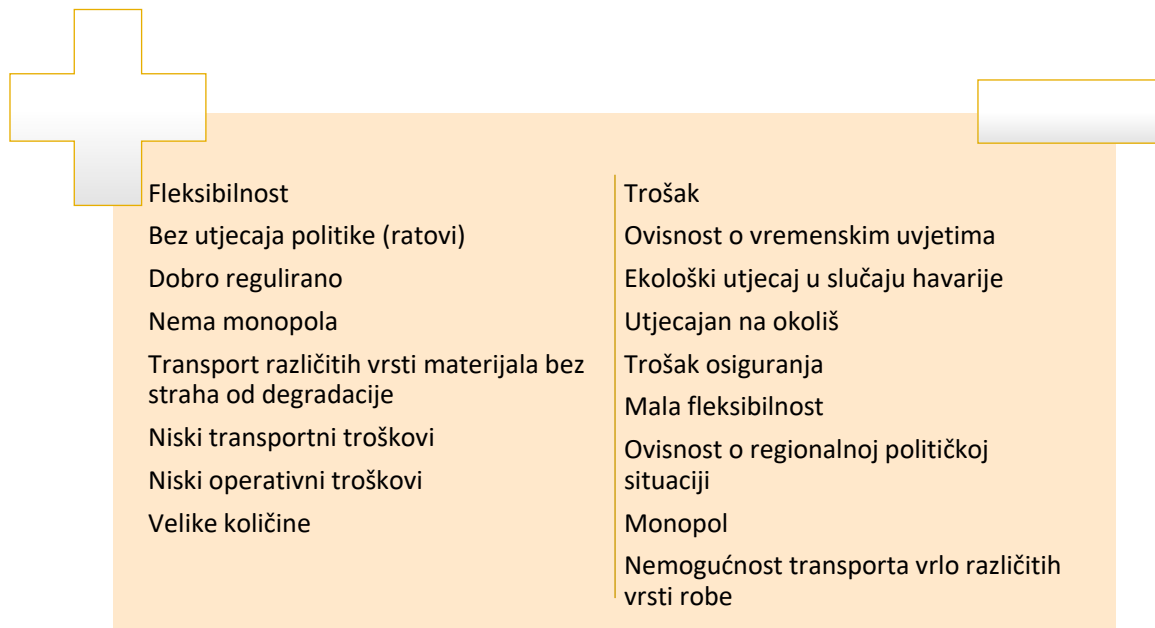 Fleksibilnost
Bez utjecaja politike (ratovi)
Dobro regulirano
Nema monopola
Transport različitih vrsti materijala bez
straha od degradacije
Niski transportni troškovi
Niski operativni troškovi
Velike količine
Trošak
Ovisnost o vremenskim uvjetima
Ekološki utjecaj u slučaju havarije
Utjecajan na okoliš
Trošak osiguranja
Mala fleksibilnost
Ovisnost o regionalnoj političkoj
situaciji
Monopol
Nemogućnost transporta vrlo različitih
vrsti robe